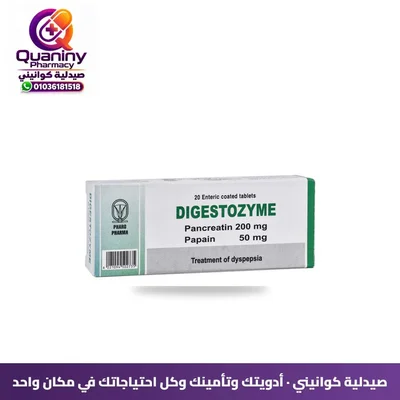 Quaniny
Pharmacy
صيدلية كوانيني
01036181518
20 Enteric coated tablets
DIGESTOZYME
Pancreatin 200 mg
Papain 50 mg
Treatment of dyspepsia
PHARO
PHARMA
صيدلية كوانيني - أدويتك وتأمينك وكل احتياجاتك في مكان واحد